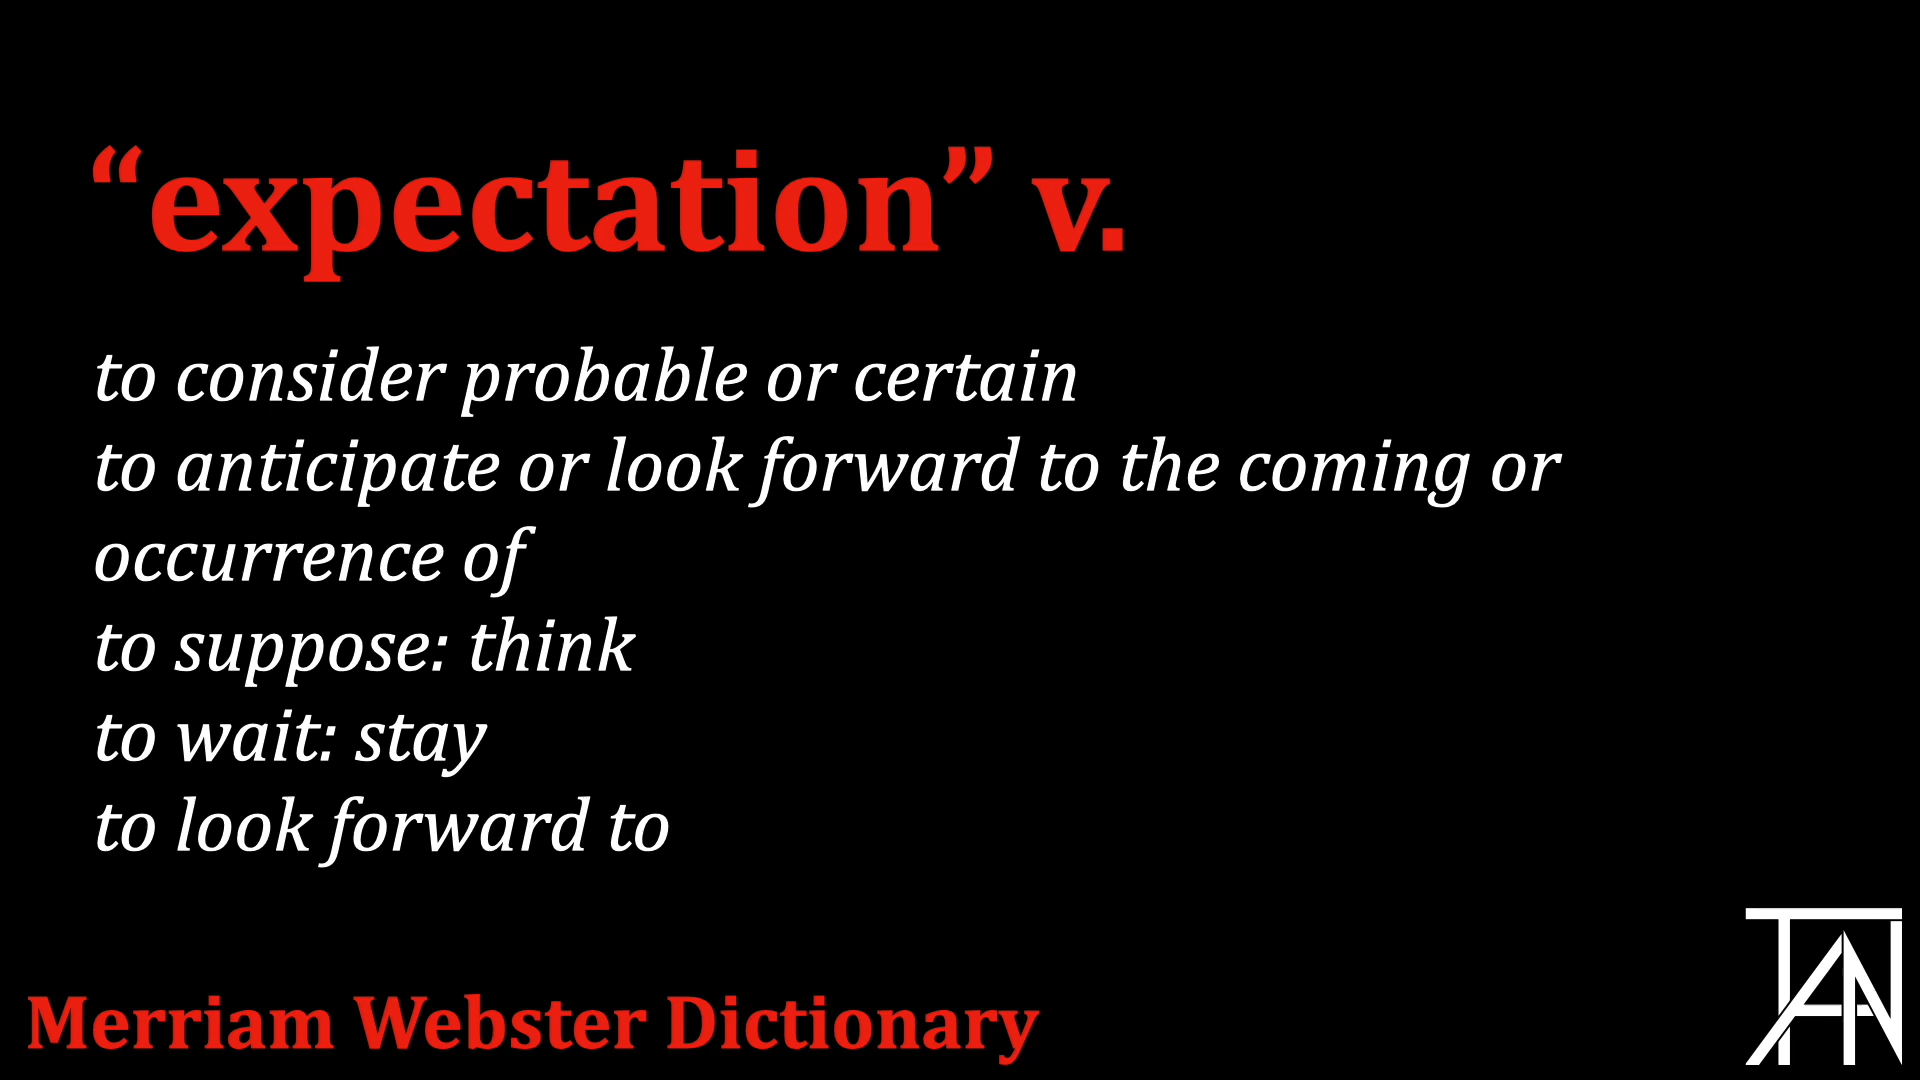 “expectation” v.
to consider probable or certain
to anticipate or look forward to the coming or
occurrence of
to suppose: think
to wait: stay
to look forward to
Merriam Webster Dictionary
TAN